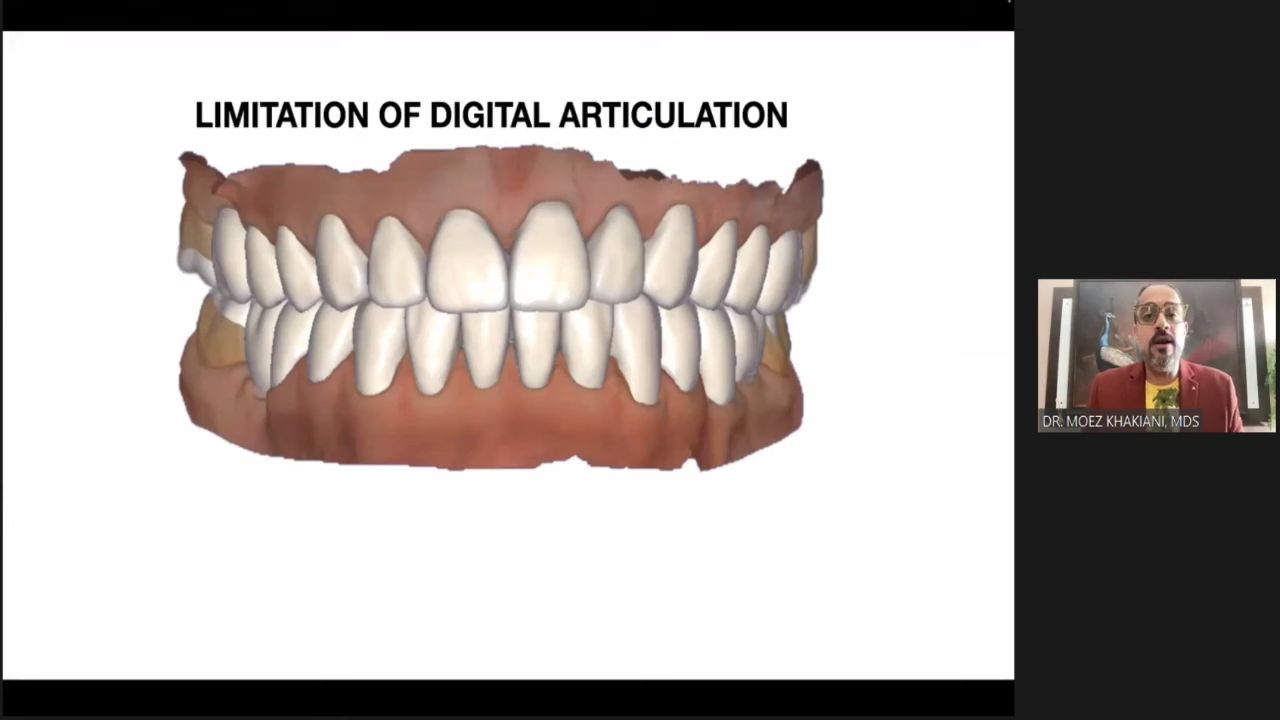 LIMITATION OF DIGITAL ARTICULATION
DR. MOEZ KHAKIANI, MDS